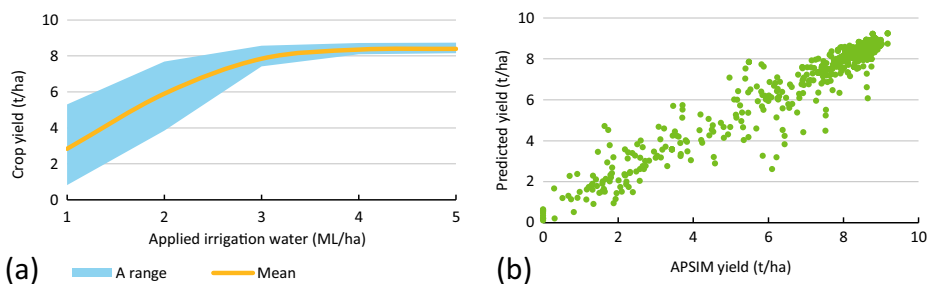 Crop yield (t/ha)
10
8
6
4
2
0
1 2 3 4 5
Applied irrigation water (ML/ha)
(a)
A range Mean
Predicted yield (t/ha)
10
8
6
4
2
0
0 2 4 6 8 10
APSIM yield (t/ha)
(b)